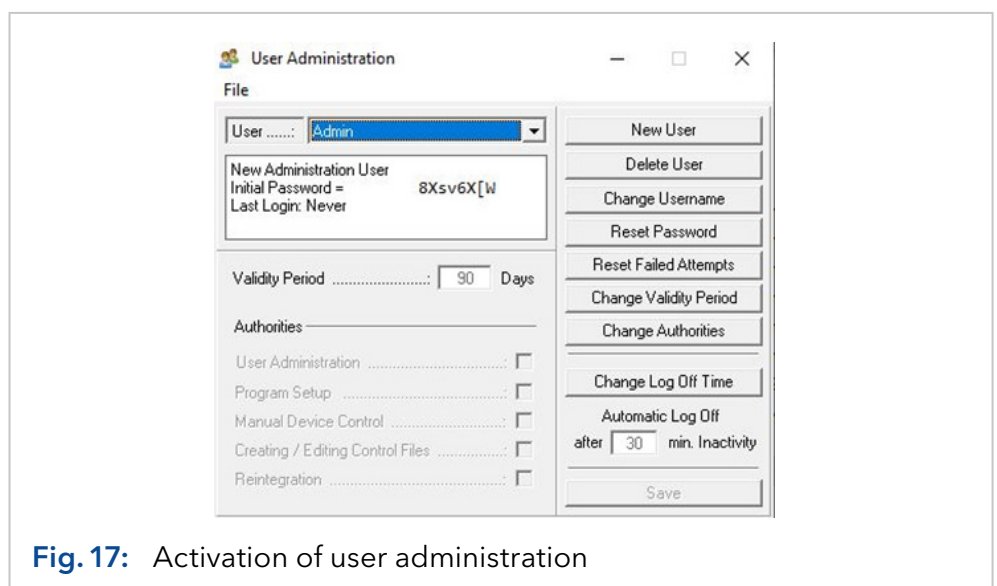 User Administration
File
User ......: Admin
New Administration User
Initial Password = 8Xsv6X[W
Last Login: Never
Validity Period .......................: 90 Days
Authorities
User Administration .................................: 
Program Setup .......................................: 
Manual Device Control ...........................: 
Creating / Editing Control Files ................: 
Reintegration ..........................................: 
New User
Delete User
Change Username
Reset Password
Reset Failed Attempts
Change Validity Period
Change Authorities
Change Log Off Time
Automatic Log Off
after 30 min. Inactivity
Save
Fig. 17: Activation of user administration